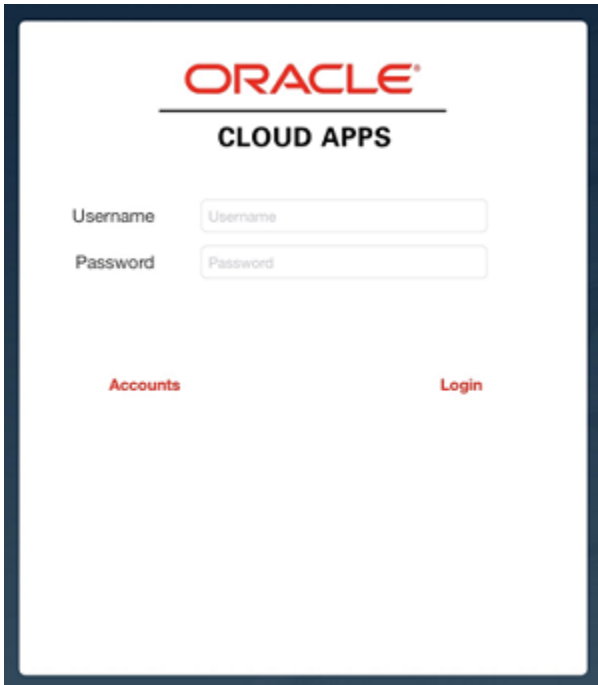 ORACLE®
CLOUD APPS
Username Username
Password Password
Accounts Login